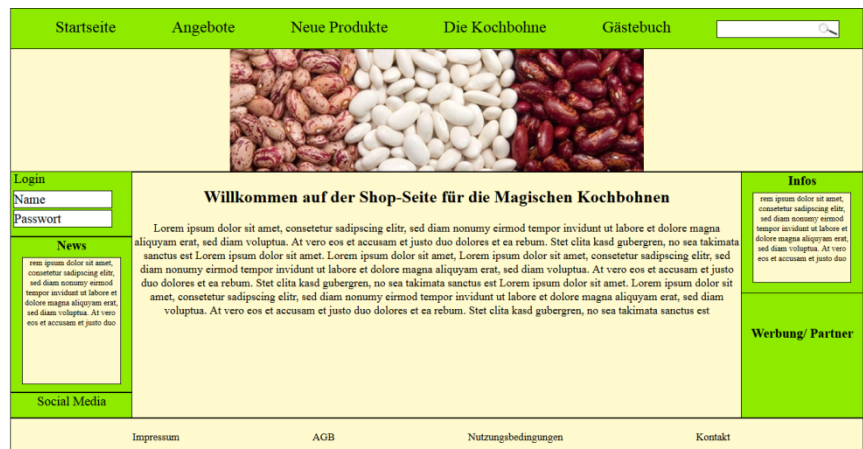 Startseite Angebote Neue Produkte Die Kochbohne Gästebuch
Login
Name
Passwort
News
rem ipsum dolor sit amet,
consetetur sadipscing elitr,
sed diam nonumy eirmod
tempor invidunt ut labore et
dolore magna aliquyam erat,
sed diam voluptua. At vero
eos et accusam et justo duo
Social Media
Willkommen auf der Shop-Seite für die Magischen Kochbohnen
Lorem ipsum dolor sit amet, consetetur sadipscing elitr, sed diam nonumy eirmod tempor invidunt ut labore et dolore magna
aliquyam erat, sed diam voluptua. At vero eos et accusam et justo duo dolores et ea rebum. Stet clita kasd gubergren, no sea takimata
sanctus est Lorem ipsum dolor sit amet. Lorem ipsum dolor sit amet, Lorem ipsum dolor sit amet, consetetur sadipscing elitr, sed
diam nonumy eirmod tempor invidunt ut labore et dolore magna aliquyam erat, sed diam voluptua. At vero eos et accusam et justo
duo dolores et ea rebum. Stet clita kasd gubergren, no sea takimata sanctus est Lorem ipsum dolor sit amet. Lorem ipsum dolor sit
amet, consetetur sadipscing elitr, sed diam nonumy eirmod tempor invidunt ut labore et dolore magna aliquyam erat, sed diam
voluptua. At vero eos et accusam et justo duo dolores et ea rebum. Stet clita kasd gubergren, no sea takimata sanctus est
Infos
rem ipsum dolor sit amet,
consetetur sadipscing elitr,
sed diam nonumy eirmod
tempor invidunt ut labore et
dolore magna aliquyam erat,
sed diam voluptua. At vero
eos et accusam et justo duo
Werbung/ Partner
Impressum AGB Nutzungsbedingungen Kontakt